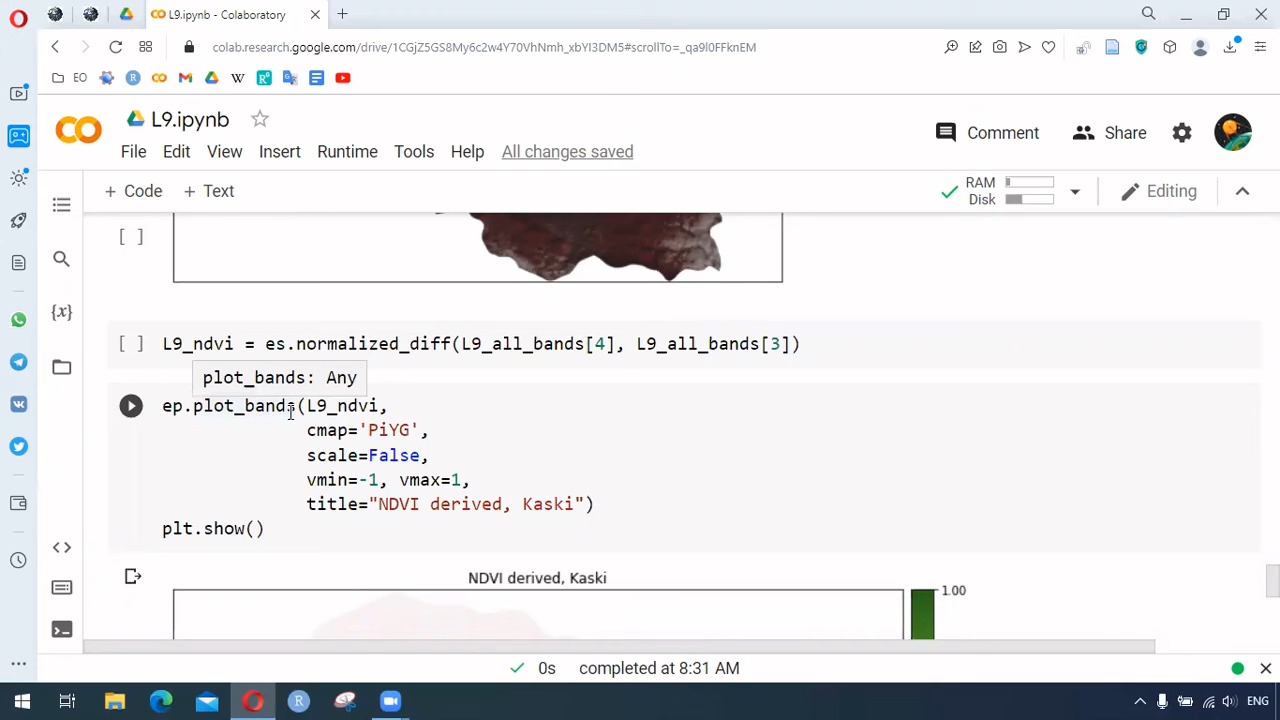 L9.ipynb - Colaboratory
colab.research.google.com/drive/1CGjZ5G$8My6c2w4Y70VhNmh_xbYI3DM5#scrollTo=_qa9l0FFknEM
EO
L9.ipynb
Comment
Share
File Edit View Insert Runtime Tools Help All changes saved
+ Code + Text
RAM
Disk
Editing
[ ]
{x}
[ ] L9_ndvi = es.normalized_diff(L9_all_bands[4], L9_all_bands[3])
plot_bands: Any
ep.plot_bands(L9_ndvi,
cmap='PiYG',
scale=False,
vmin=-1, vmax=1,
title="NDVI derived, Kaski")
plt.show()
NDVI derived, Kaski
1.00
0s completed at 8:31 AM
ENG